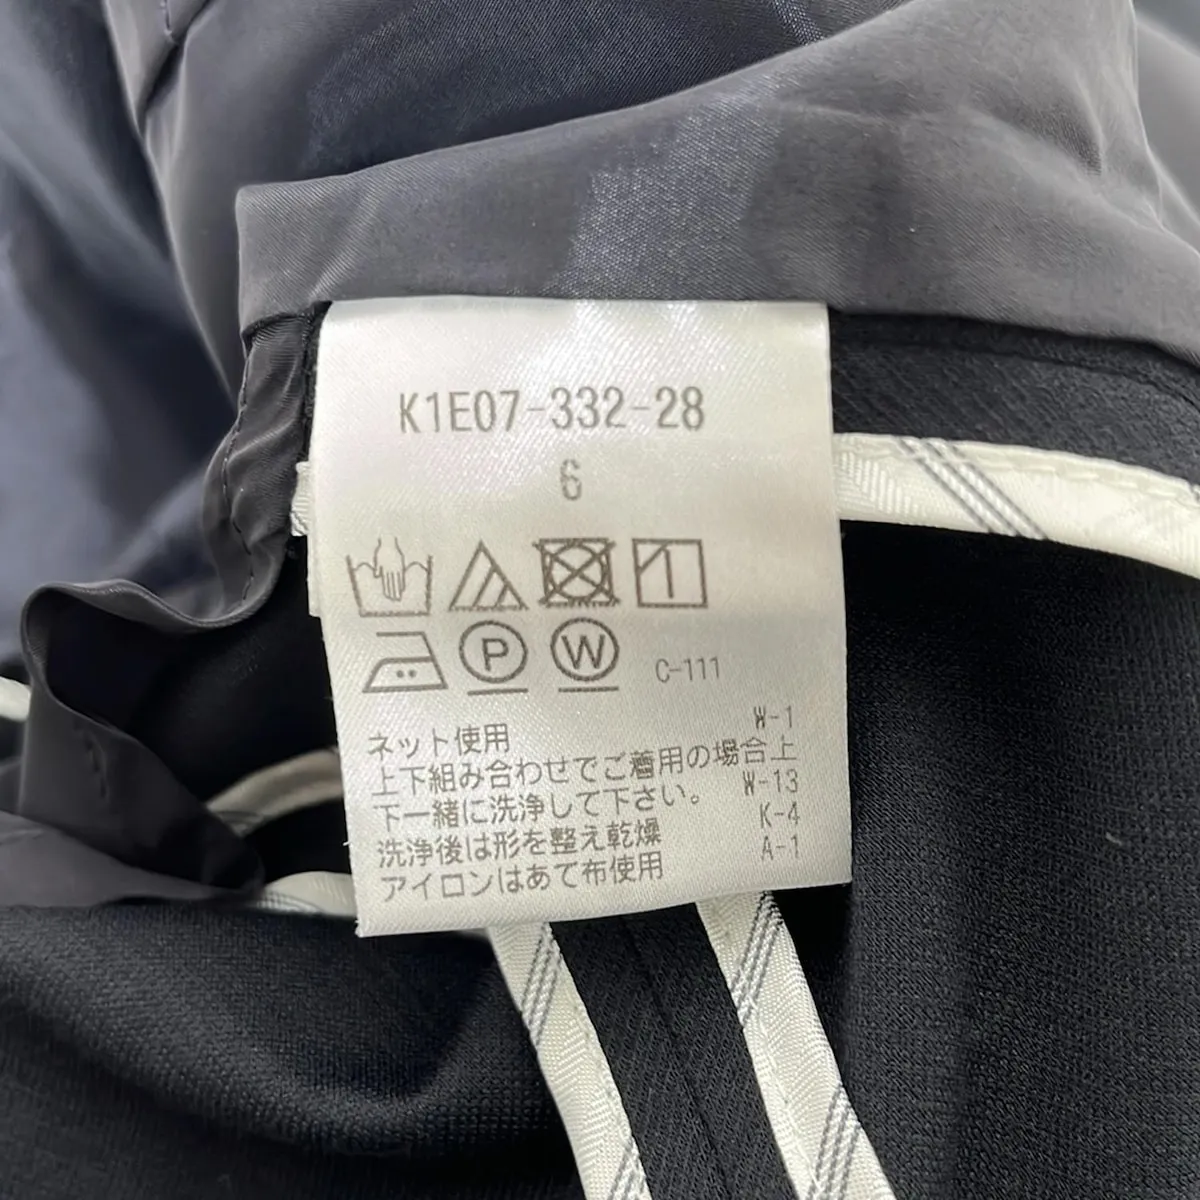 K1E07-332-28
6
P W C-111
W-1
ネット使用
上下組み合わせでご着用の場合上
下一緒に洗浄して下さい。 W-13
洗浄後は形を整え乾燥 K-4
アイロンはあて布使用 A-1